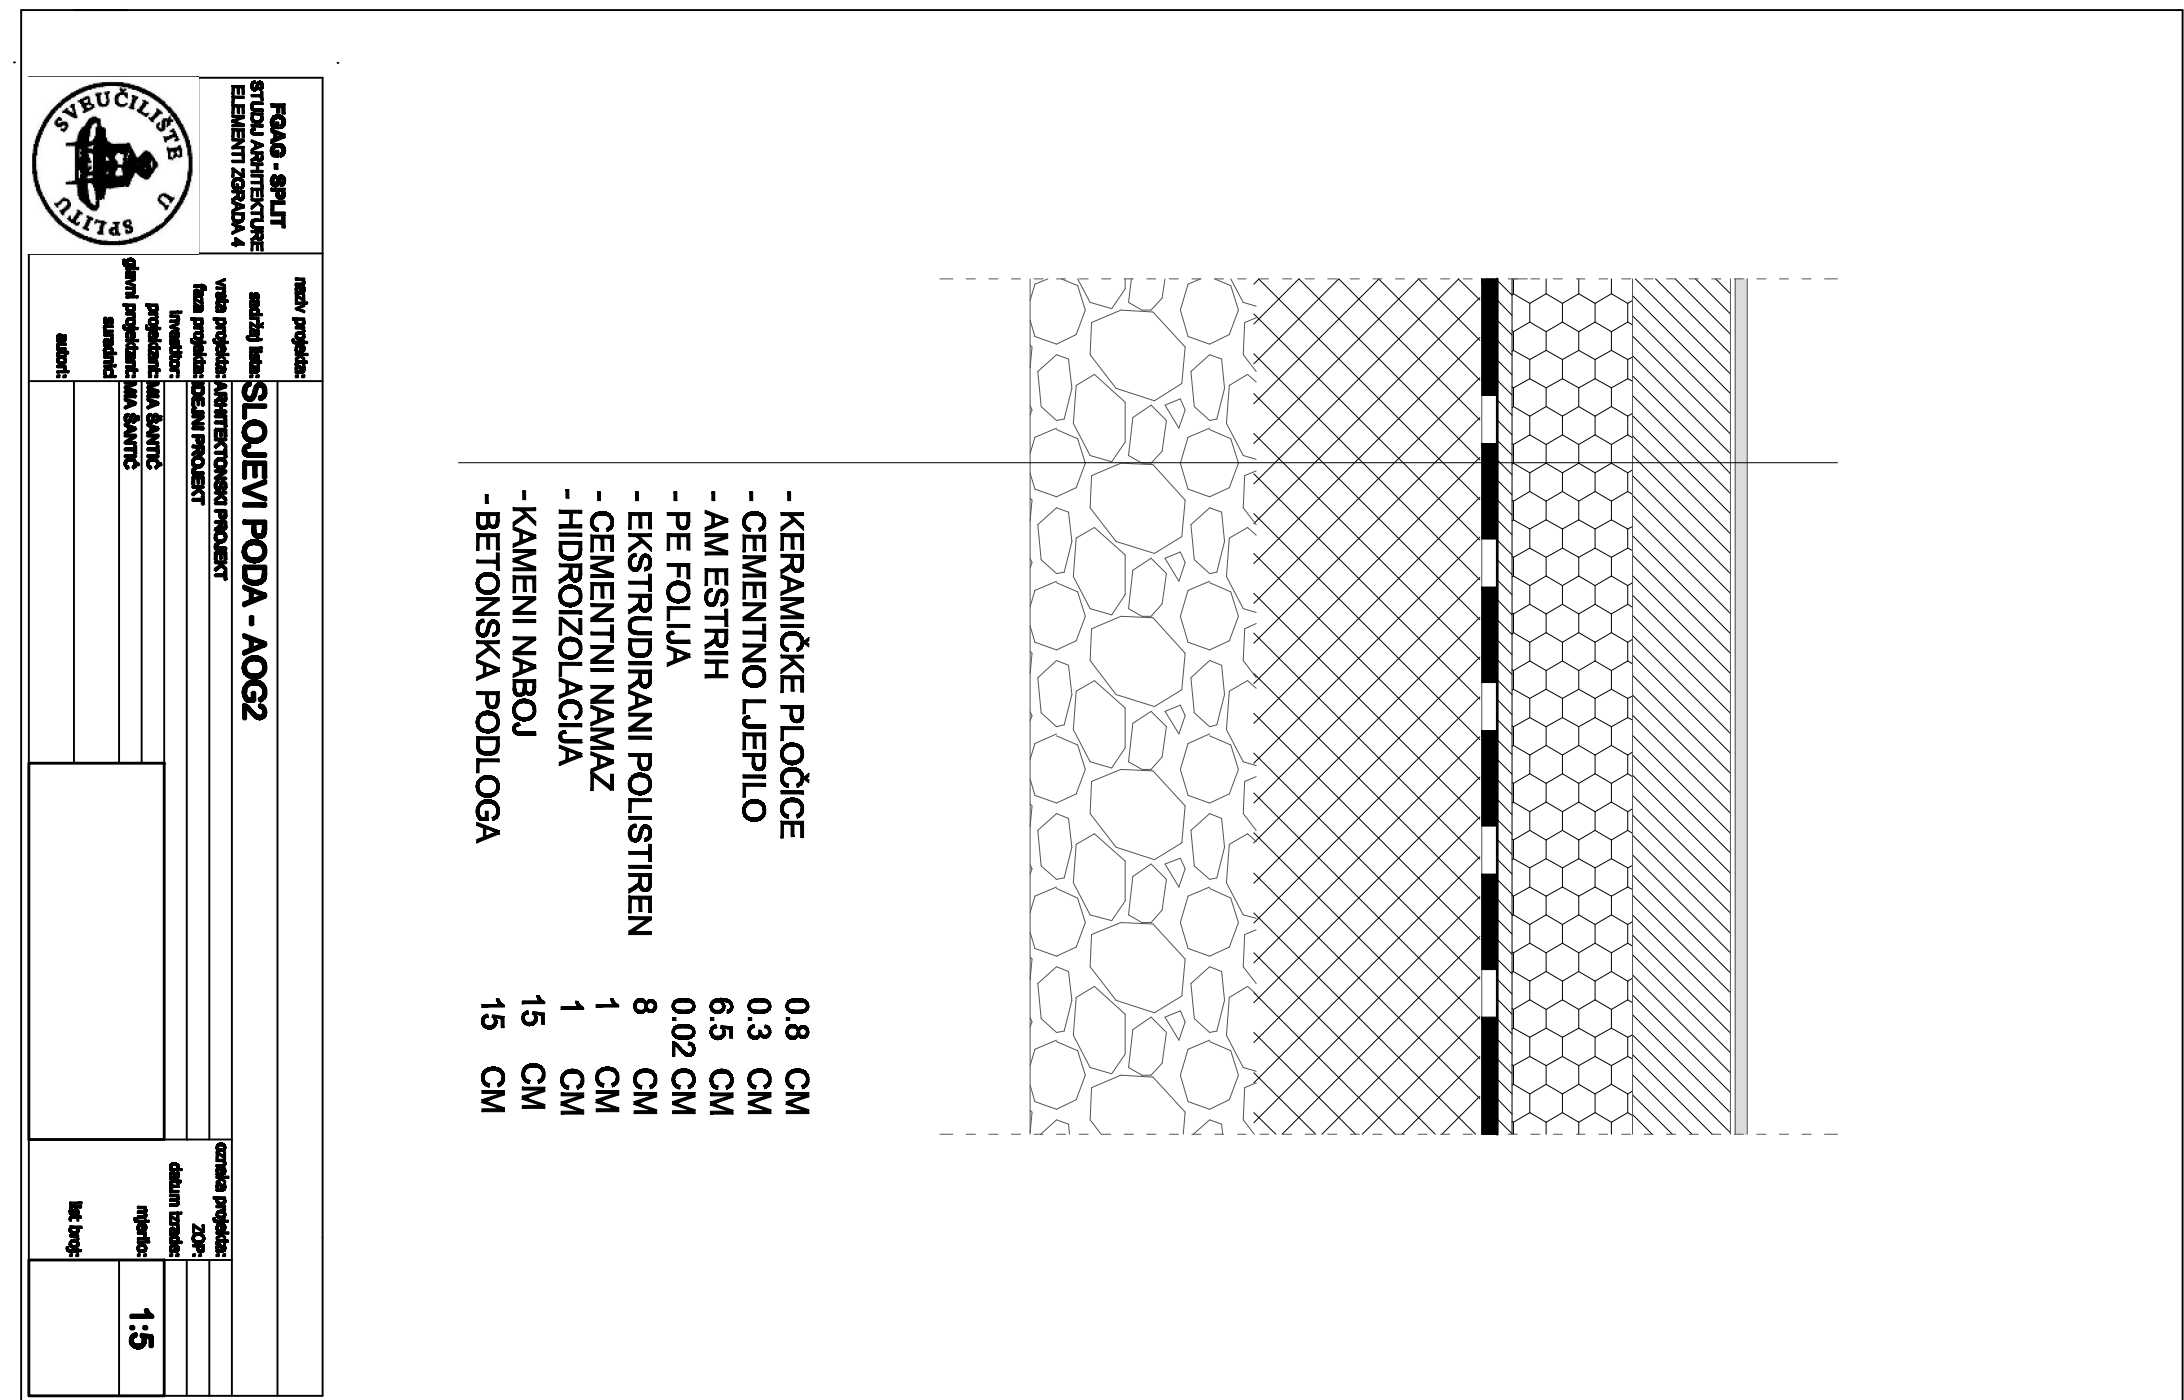 SVEUČILIŠTE U SPLITU
FGAG - SPLIT
STUDIJ ARHITEKTURE
ELEMENTI ZGRADA 4
naziv projekta:
sadržaj lista: SLOJEVI PODA - AOG2
vrsta projekta: ARHITEKTONSKI PROJEKT
faza projekta: IDEJNI PROJEKT
investitor:
projektant: MIA ŠANTIĆ
glavni projektant: MIA ŠANTIĆ
suradnici
autori:
oznaka projekta:
ZOP:
datum izrade:
mjerilo: 1:5
list broj:
- KERAMIČKE PLOČICE 0.8 CM
- CEMENTNO LJEPILO 0.3 CM
- AM ESTRIH 6.5 CM
- PE FOLIJA 0.02 CM
- EKSTRUDIRANI POLISTIREN 8 CM
- CEMENTNI NAMAZ 1 CM
- HIDROIZOLACIJA 1 CM
- KAMENI NABOJ 15 CM
- BETONSKA PODLOGA 15 CM